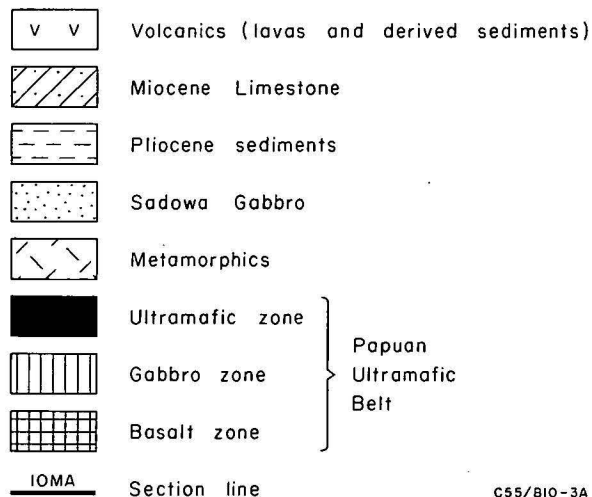 V V Volcanics (lavas and derived sediments)
Miocene Limestone
Pliocene sediments
Sadowa Gabbro
Metamorphics
Ultramafic zone
Gabbro zone
Basalt zone
Papuan
Ultramafic
Belt
IOMA Section line
C55/B10-3A